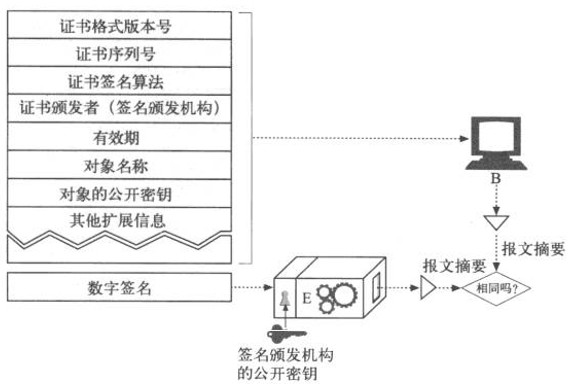 证书格式版本号
证书序列号
证书签名算法
证书颁发者（签名颁发机构）
有效期
对象名称
对象的公开密钥
其他扩展信息
数字签名
B
报文摘要
报文摘要
相同吗?
E
签名颁发机构
的公开密钥